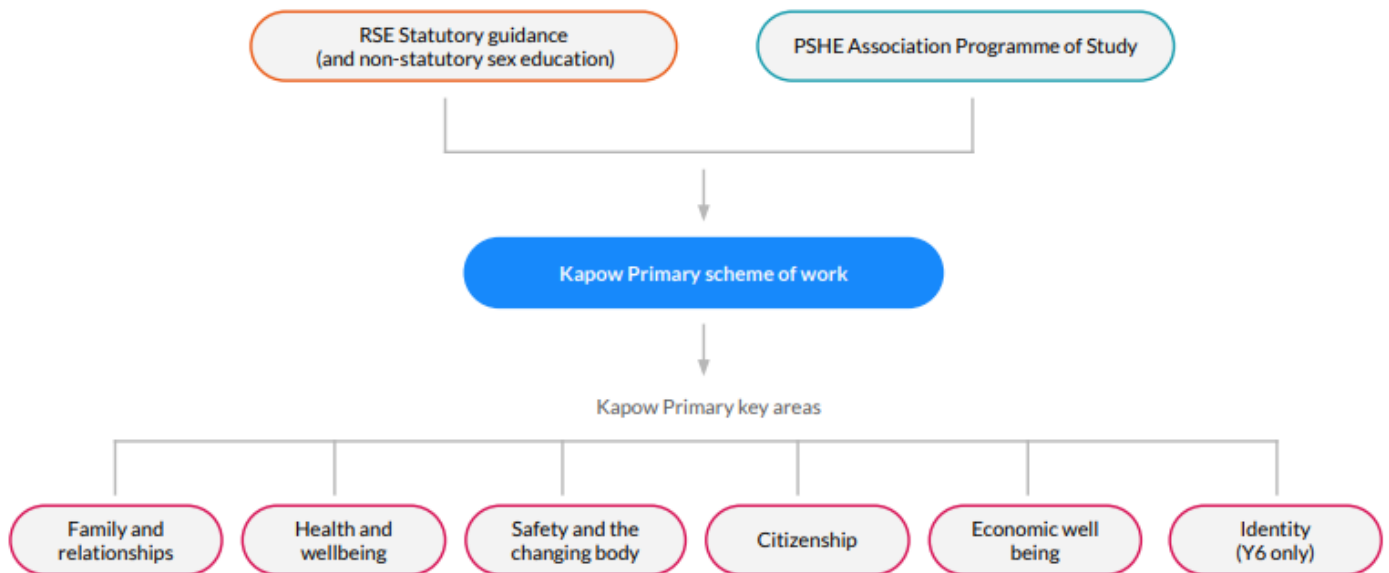 RSE Statutory guidance
(and non-statutory sex education)
PSHE Association Programme of Study
Kapow Primary scheme of work
Kapow Primary key areas
Family and
relationships
Health and
wellbeing
Safety and the
changing body
Citizenship
Economic well
being
Identity
(Y6 only)